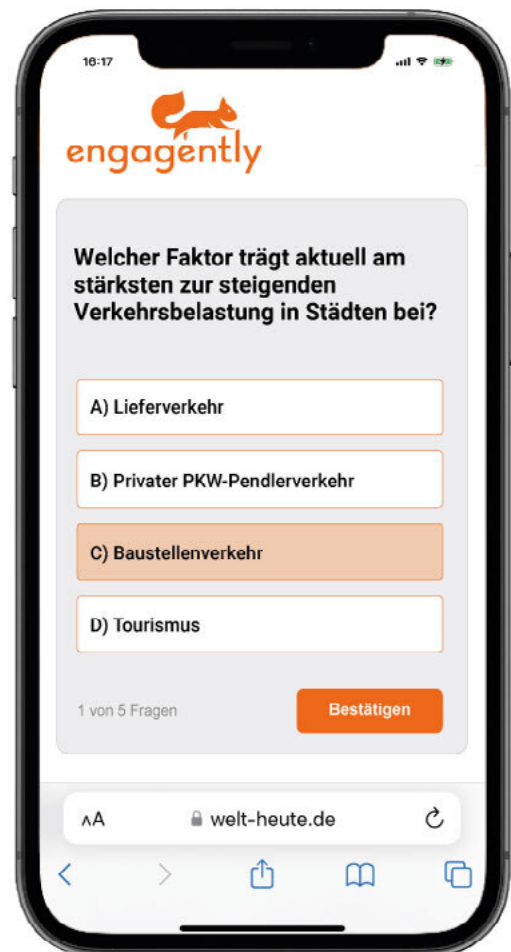 16:17
engagently
Welcher Faktor trägt aktuell am
stärksten zur steigenden
Verkehrsbelastung in Städten bei?
A) Lieferverkehr
B) Privater PKW-Pendlerverkehr
C) Baustellenverkehr
D) Tourismus
1 von 5 Fragen
Bestätigen
AA
welt-heute.de